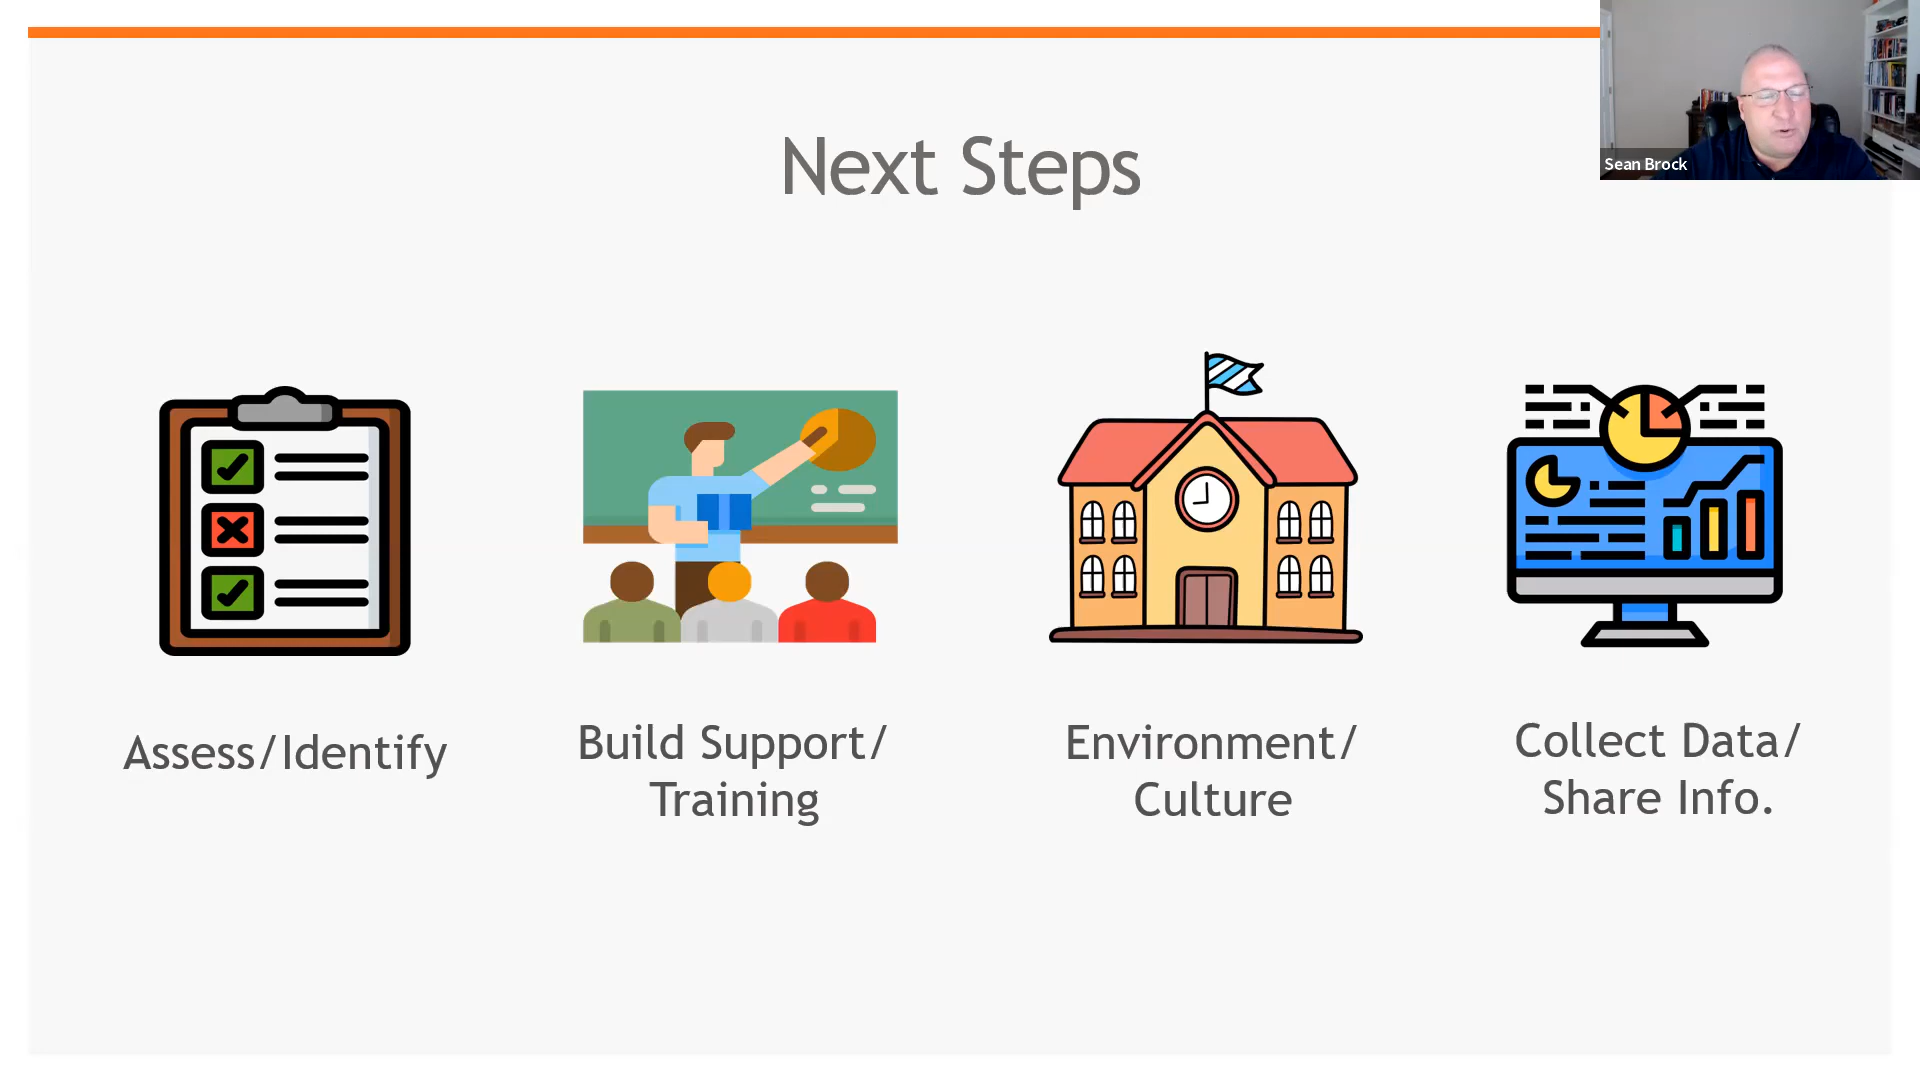 Sean Brock
Next Steps
Assess/Identify
Build Support/
Training
Environment/
Culture
Collect Data/
Share Info.